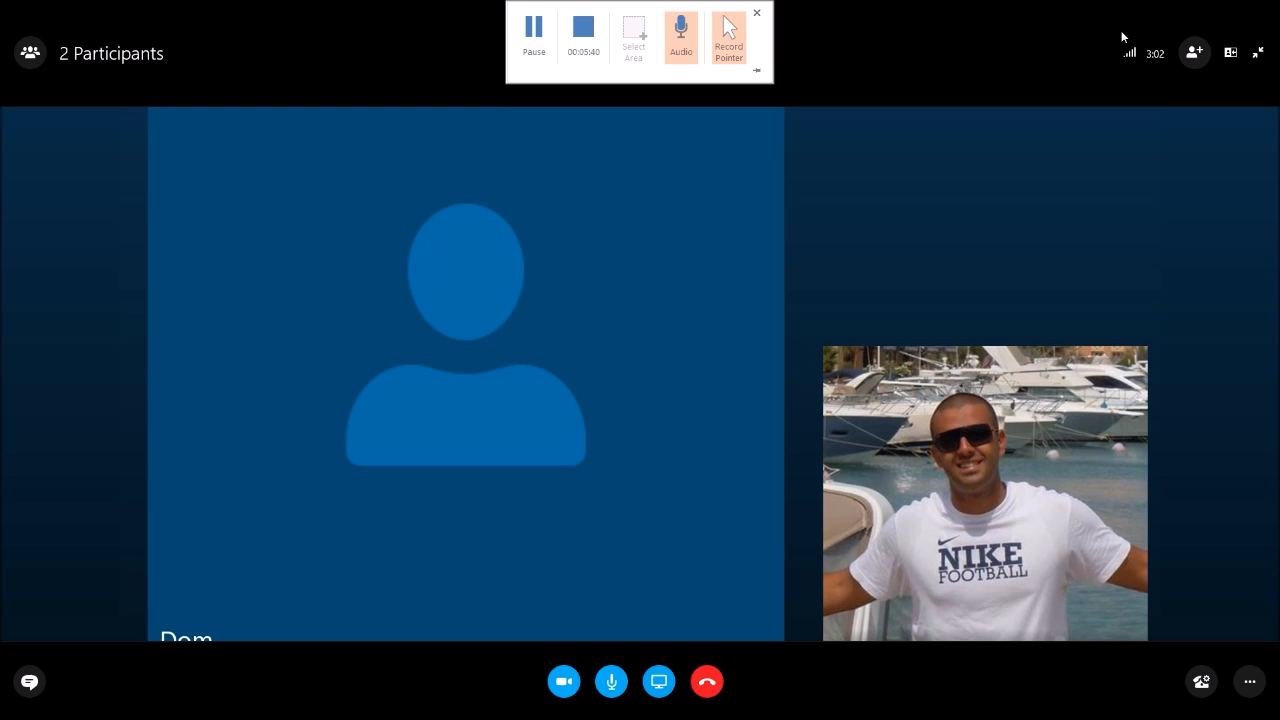 Pause
00:05:40
Select
Area
Audio
Record
Pointer
2 Participants
3:02
NIKE
FOOTBALL
Dom